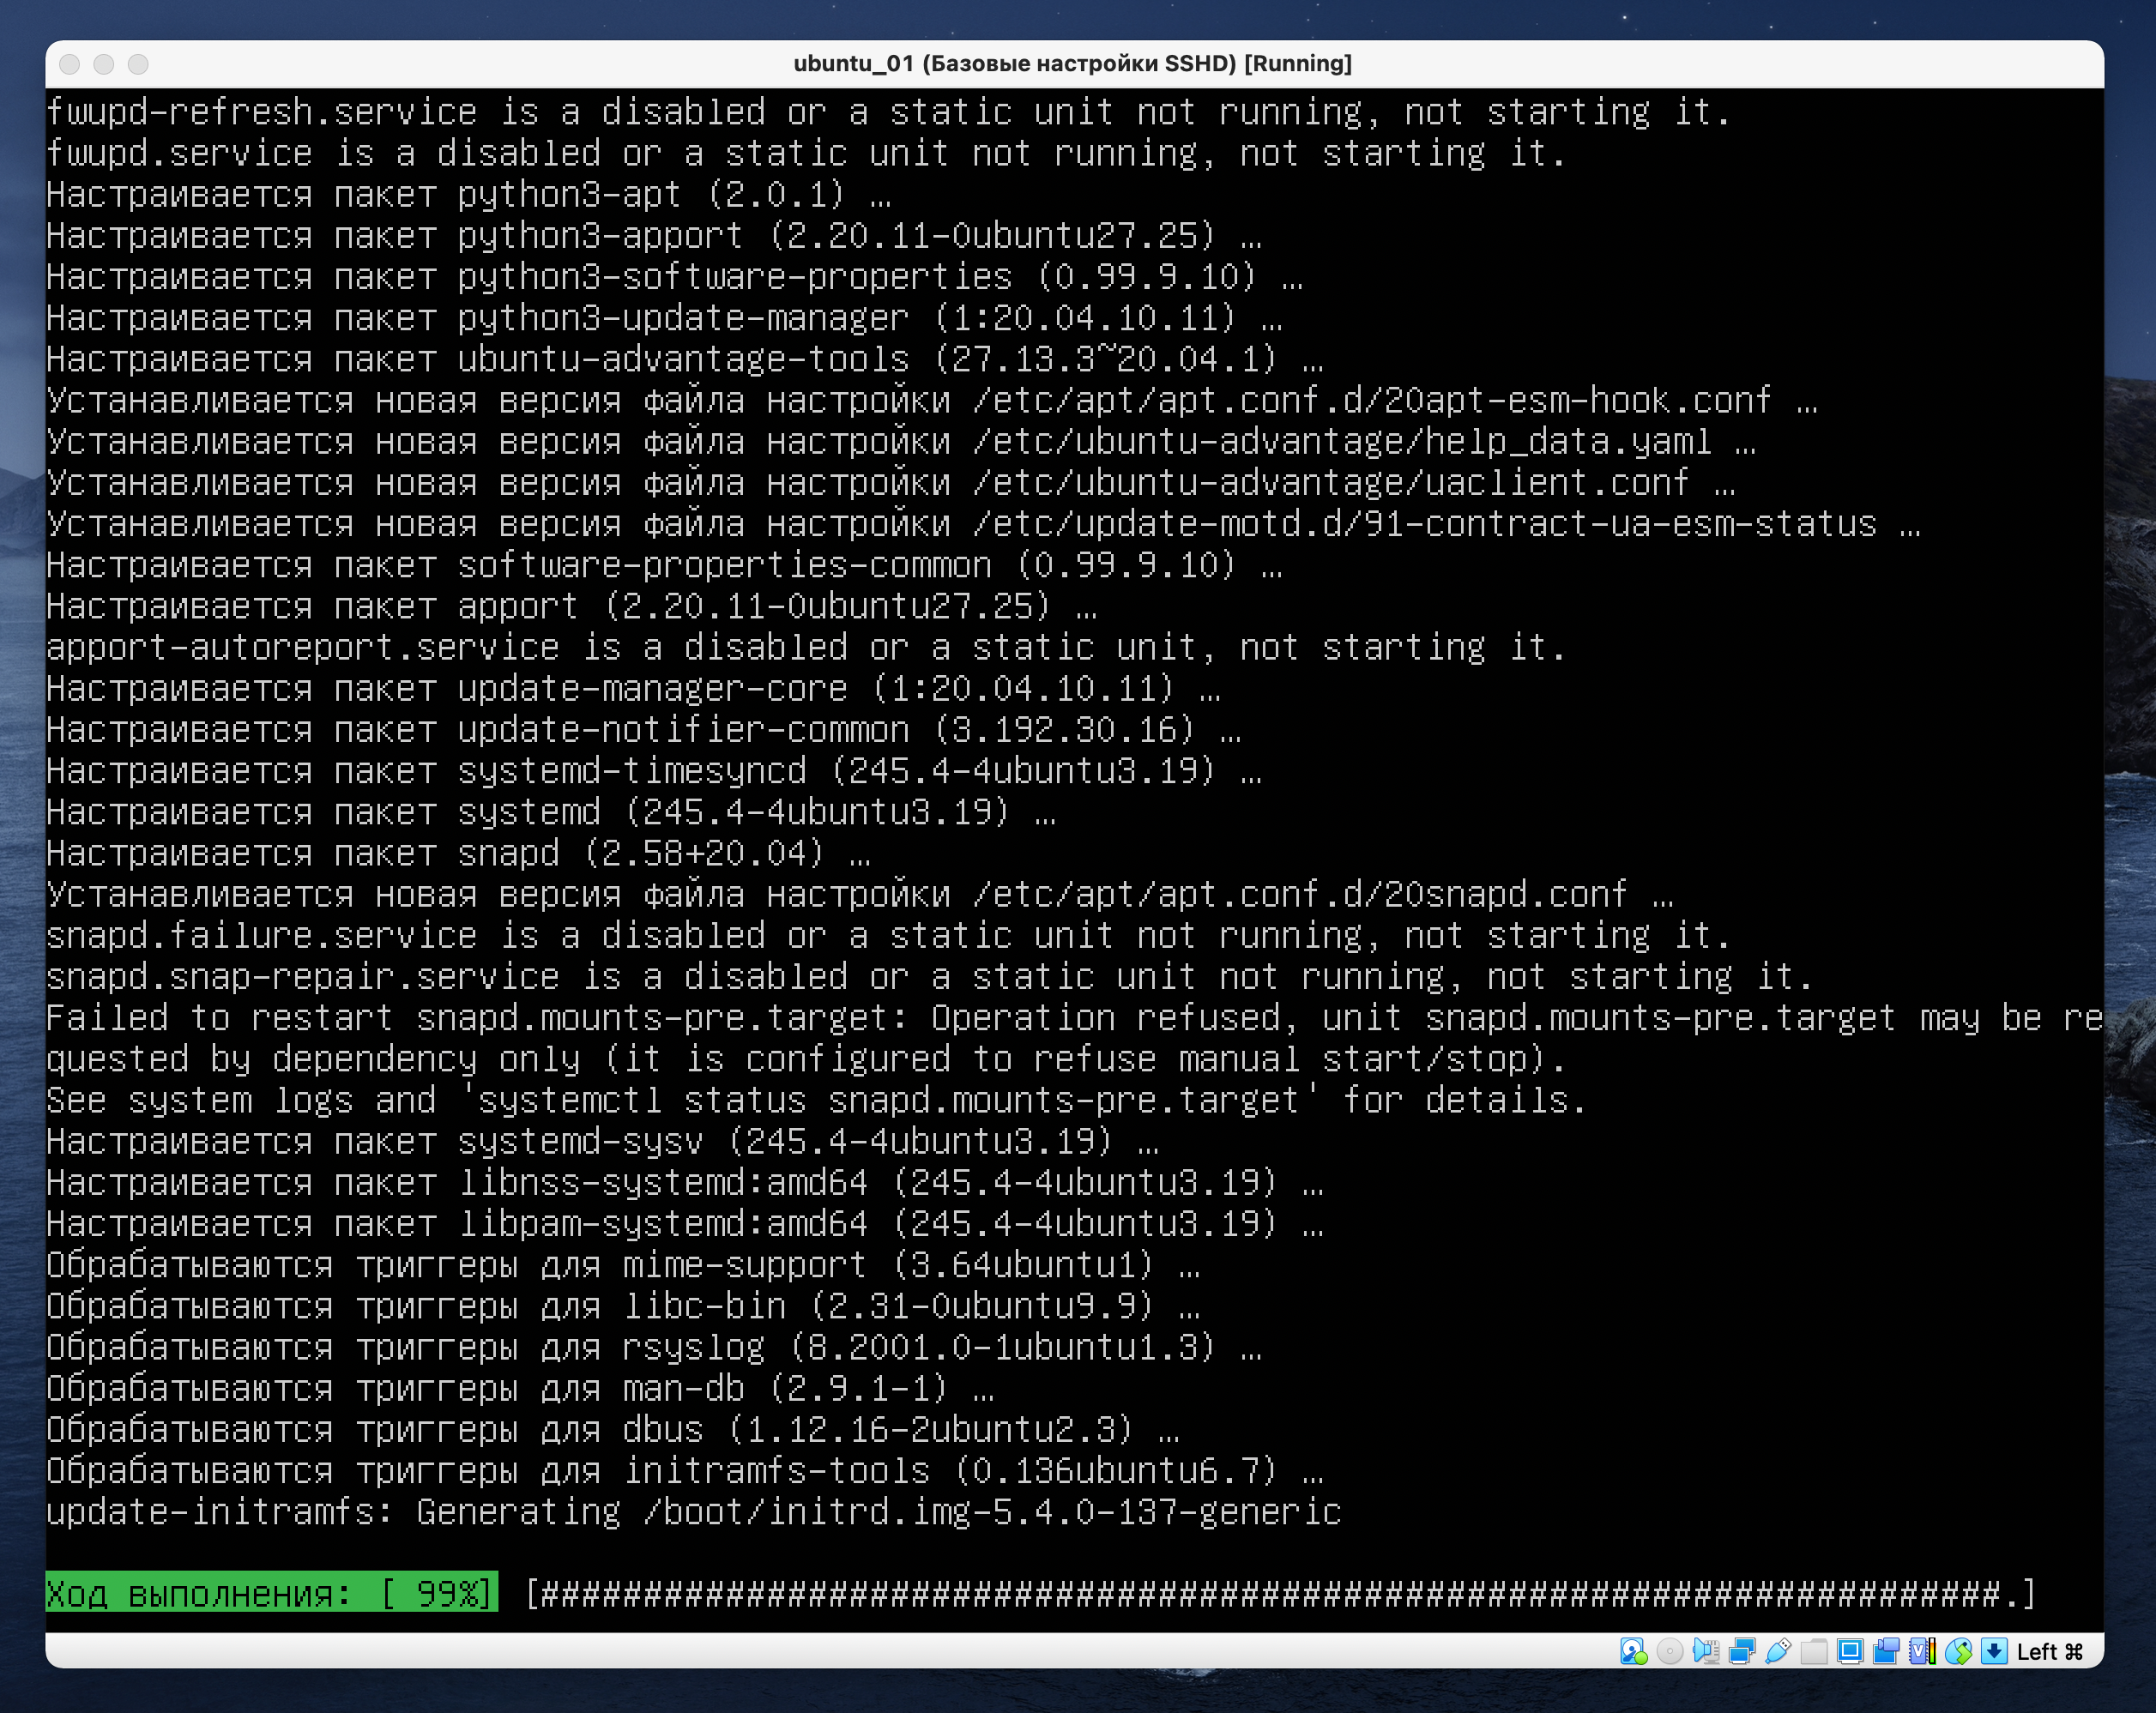 ubuntu_01 (Базовые настройки SSHD) [Running]
fwupd-refresh.service is a disabled or a static unit not running, not starting it.
fwupd.service is a disabled or a static unit not running, not starting it.
Настраивается пакет python3-apt (2.0.1) …
Настраивается пакет python3-apport (2.20.11-0ubuntu27.25) …
Настраивается пакет python3-software-properties (0.99.9.10) …
Настраивается пакет python3-update-manager (1:20.04.10.11) …
Настраивается пакет ubuntu-advantage-tools (27.13.3~20.04.1) …
Устанавливается новая версия файла настройки /etc/apt/apt.conf.d/20apt-esm-hook.conf …
Устанавливается новая версия файла настройки /etc/ubuntu-advantage/help_data.yaml …
Устанавливается новая версия файла настройки /etc/ubuntu-advantage/uaclient.conf …
Устанавливается новая версия файла настройки /etc/update-motd.d/91-contract-ua-esm-status …
Настраивается пакет software-properties-common (0.99.9.10) …
Настраивается пакет apport (2.20.11-0ubuntu27.25) …
apport-autoreport.service is a disabled or a static unit, not starting it.
Настраивается пакет update-manager-core (1:20.04.10.11) …
Настраивается пакет update-notifier-common (3.192.30.16) …
Настраивается пакет systemd-timesyncd (245.4-4ubuntu3.19) …
Настраивается пакет systemd (245.4-4ubuntu3.19) …
Настраивается пакет snapd (2.58+20.04) …
Устанавливается новая версия файла настройки /etc/apt/apt.conf.d/20snapd.conf …
snapd.failure.service is a disabled or a static unit not running, not starting it.
snapd.snap-repair.service is a disabled or a static unit not running, not starting it.
Failed to restart snapd.mounts-pre.target: Operation refused, unit snapd.mounts-pre.target may be re
quested by dependency only (it is configured to refuse manual start/stop).
See system logs and 'systemctl status snapd.mounts-pre.target' for details.
Настраивается пакет systemd-sysv (245.4-4ubuntu3.19) …
Настраивается пакет libnss-systemd:amd64 (245.4-4ubuntu3.19) …
Настраивается пакет libpam-systemd:amd64 (245.4-4ubuntu3.19) …
Обрабатываются триггеры для mime-support (3.64ubuntu1) …
Обрабатываются триггеры для libc-bin (2.31-0ubuntu9.9) …
Обрабатываются триггеры для rsyslog (8.2001.0-1ubuntu1.3) …
Обрабатываются триггеры для man-db (2.9.1-1) …
Обрабатываются триггеры для dbus (1.12.16-2ubuntu2.3) …
Обрабатываются триггеры для initramfs-tools (0.136ubuntu6.7) …
update-initramfs: Generating /boot/initrd.img-5.4.0-137-generic
Ход выполнения: [ 99%] [#######################################################################.]
Left ⌘